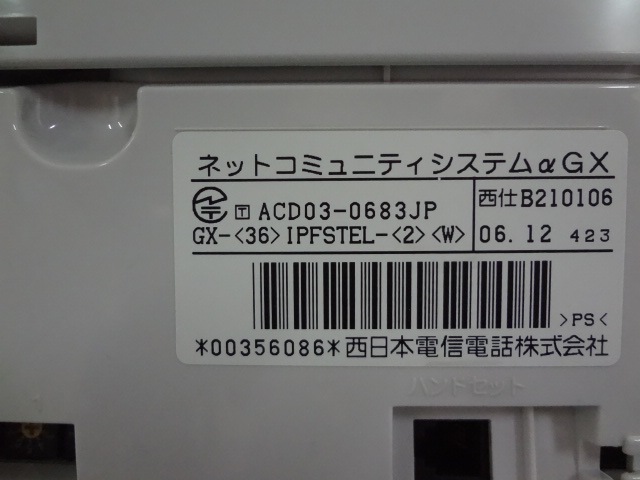 ネットコミュニティシステムαGX
T ACD03-0683JP
西仕B210106
GX-<36>IPFSTEL-<2><W>
06.12 423
>PS<
*00356086*西日本電信電話株式会社
ハンドセット